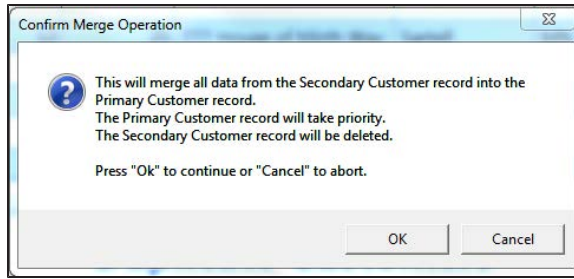 Confirm Merge Operation
This will merge all data from the Secondary Customer record into the
Primary Customer record.
The Primary Customer record will take priority.
The Secondary Customer record will be deleted.
Press "Ok" to continue or "Cancel" to abort.
OK
Cancel